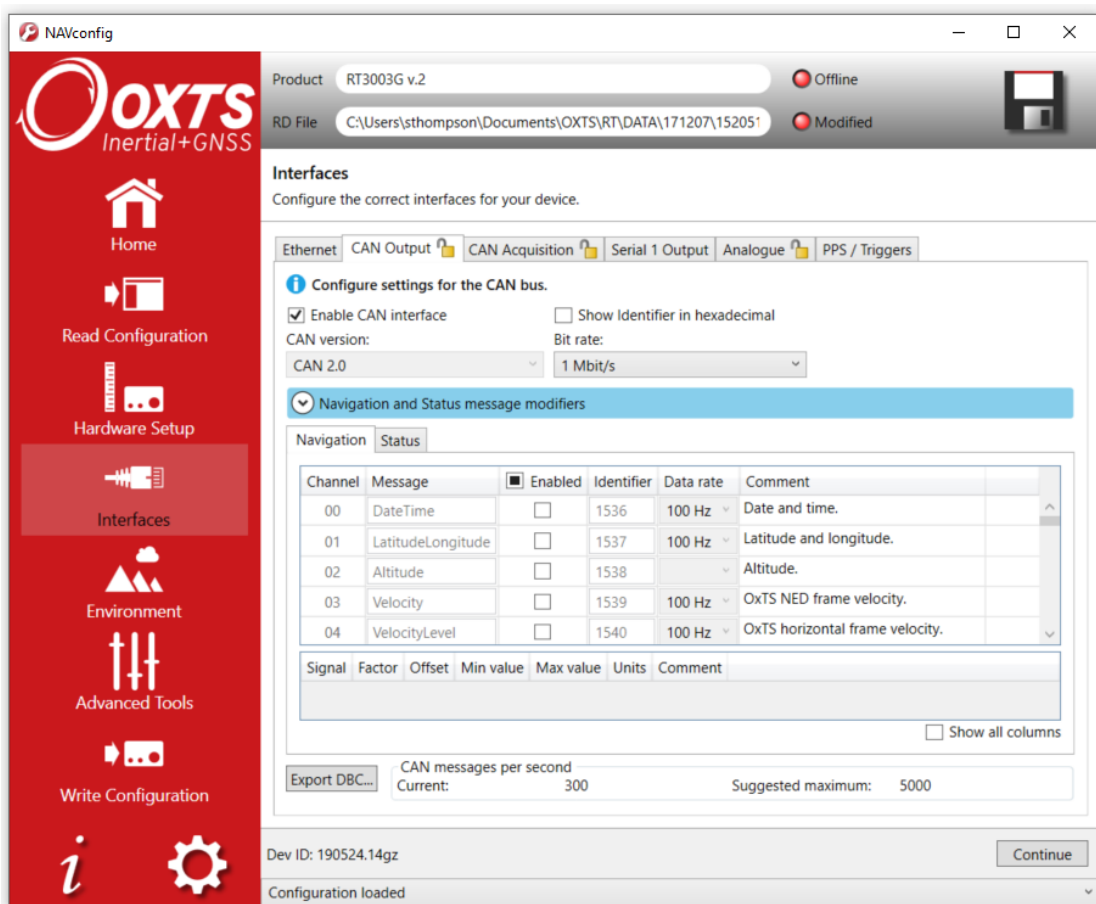 NAVconfig
OXTS
Inertial+GNSS
Home
Read Configuration
Hardware Setup
Interfaces
Environment
Advanced Tools
Write Configuration
i
Product RT3003G v.2 Offline
RD File C:\Users\sthompson\Documents\OXTS\RT\DATA\171207\152051 Modified
Interfaces
Configure the correct interfaces for your device.
Ethernet CAN Output CAN Acquisition Serial 1 Output Analogue PPS / Triggers
i Configure settings for the CAN bus.
Enable CAN interface Show Identifier in hexadecimal
CAN version: Bit rate:
CAN 2.0 1 Mbit/s
Navigation and Status message modifiers
Navigation Status
Channel Message Enabled Identifier Data rate Comment
00 DateTime 1536 100 Hz Date and time.
01 LatitudeLongitude 1537 100 Hz Latitude and longitude.
02 Altitude 1538 Altitude.
03 Velocity 1539 100 Hz OxTS NED frame velocity.
04 VelocityLevel 1540 100 Hz OxTS horizontal frame velocity.
Signal Factor Offset Min value Max value Units Comment
Show all columns
Export DBC... CAN messages per second
Current: 300 Suggested maximum: 5000
Dev ID: 190524.14gz Continue
Configuration loaded